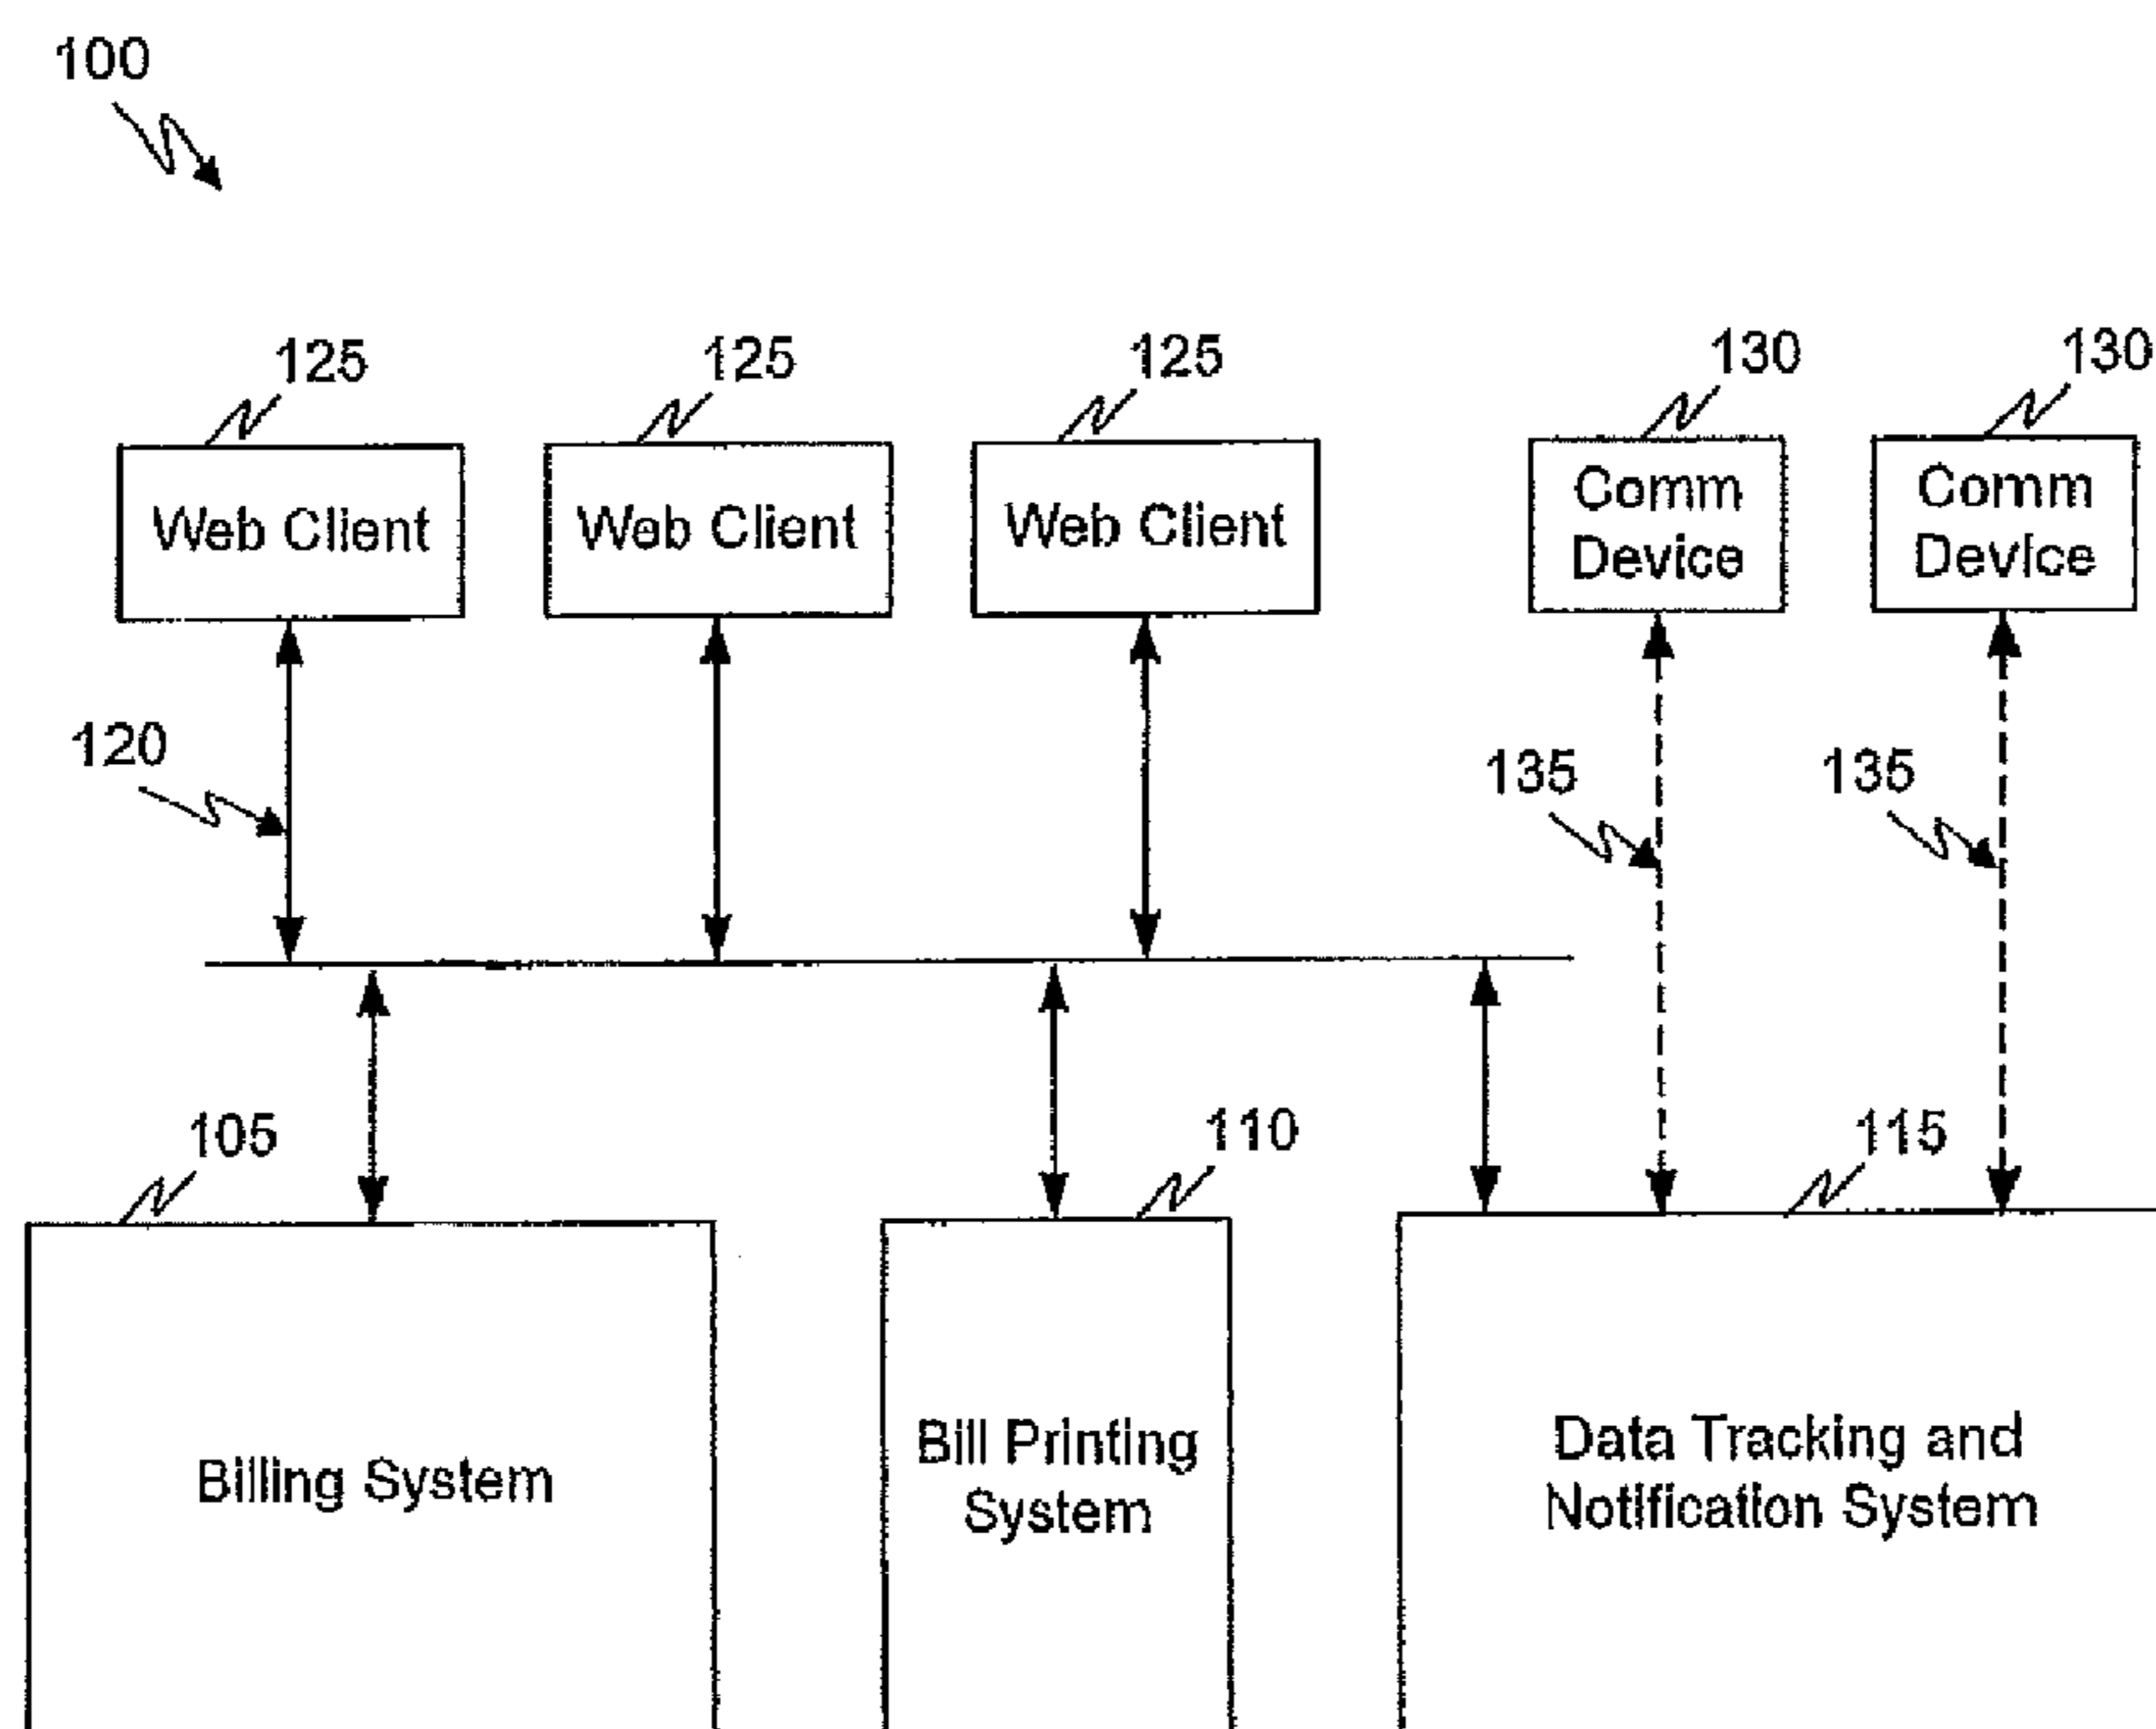 100
125
125
125
130
130
Web Client
Web Client
Web Client
Comm
Device
Comm
Device
120
135
135
105
110
115
Billing System
Bill Printing
System
Data Tracking and
Notification System